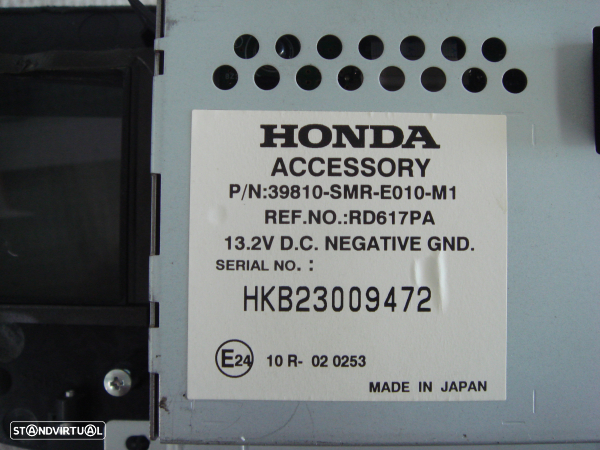 HONDA
ACCESSORY
P/N:39810-SMR-E010-M1
REF.NO.:RD617PA
13.2V D.C. NEGATIVE GND.
SERIAL NO. :
HKB23009472
E24 10 R- 02 0253
MADE IN JAPAN
STANDVIRTUAL